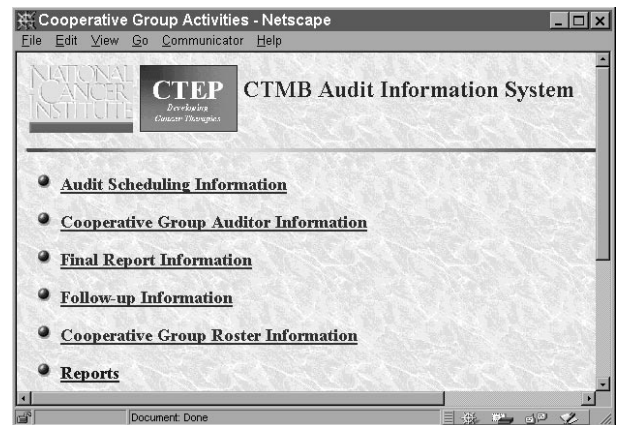 Cooperative Group Activities - Netscape
File Edit View Go Communicator Help
NATIONAL
CANCER
INSTITUTE
CTEP
Developing
Cancer Therapies
CTMB Audit Information System
Audit Scheduling Information
Cooperative Group Auditor Information
Final Report Information
Follow-up Information
Cooperative Group Roster Information
Reports
Document: Done